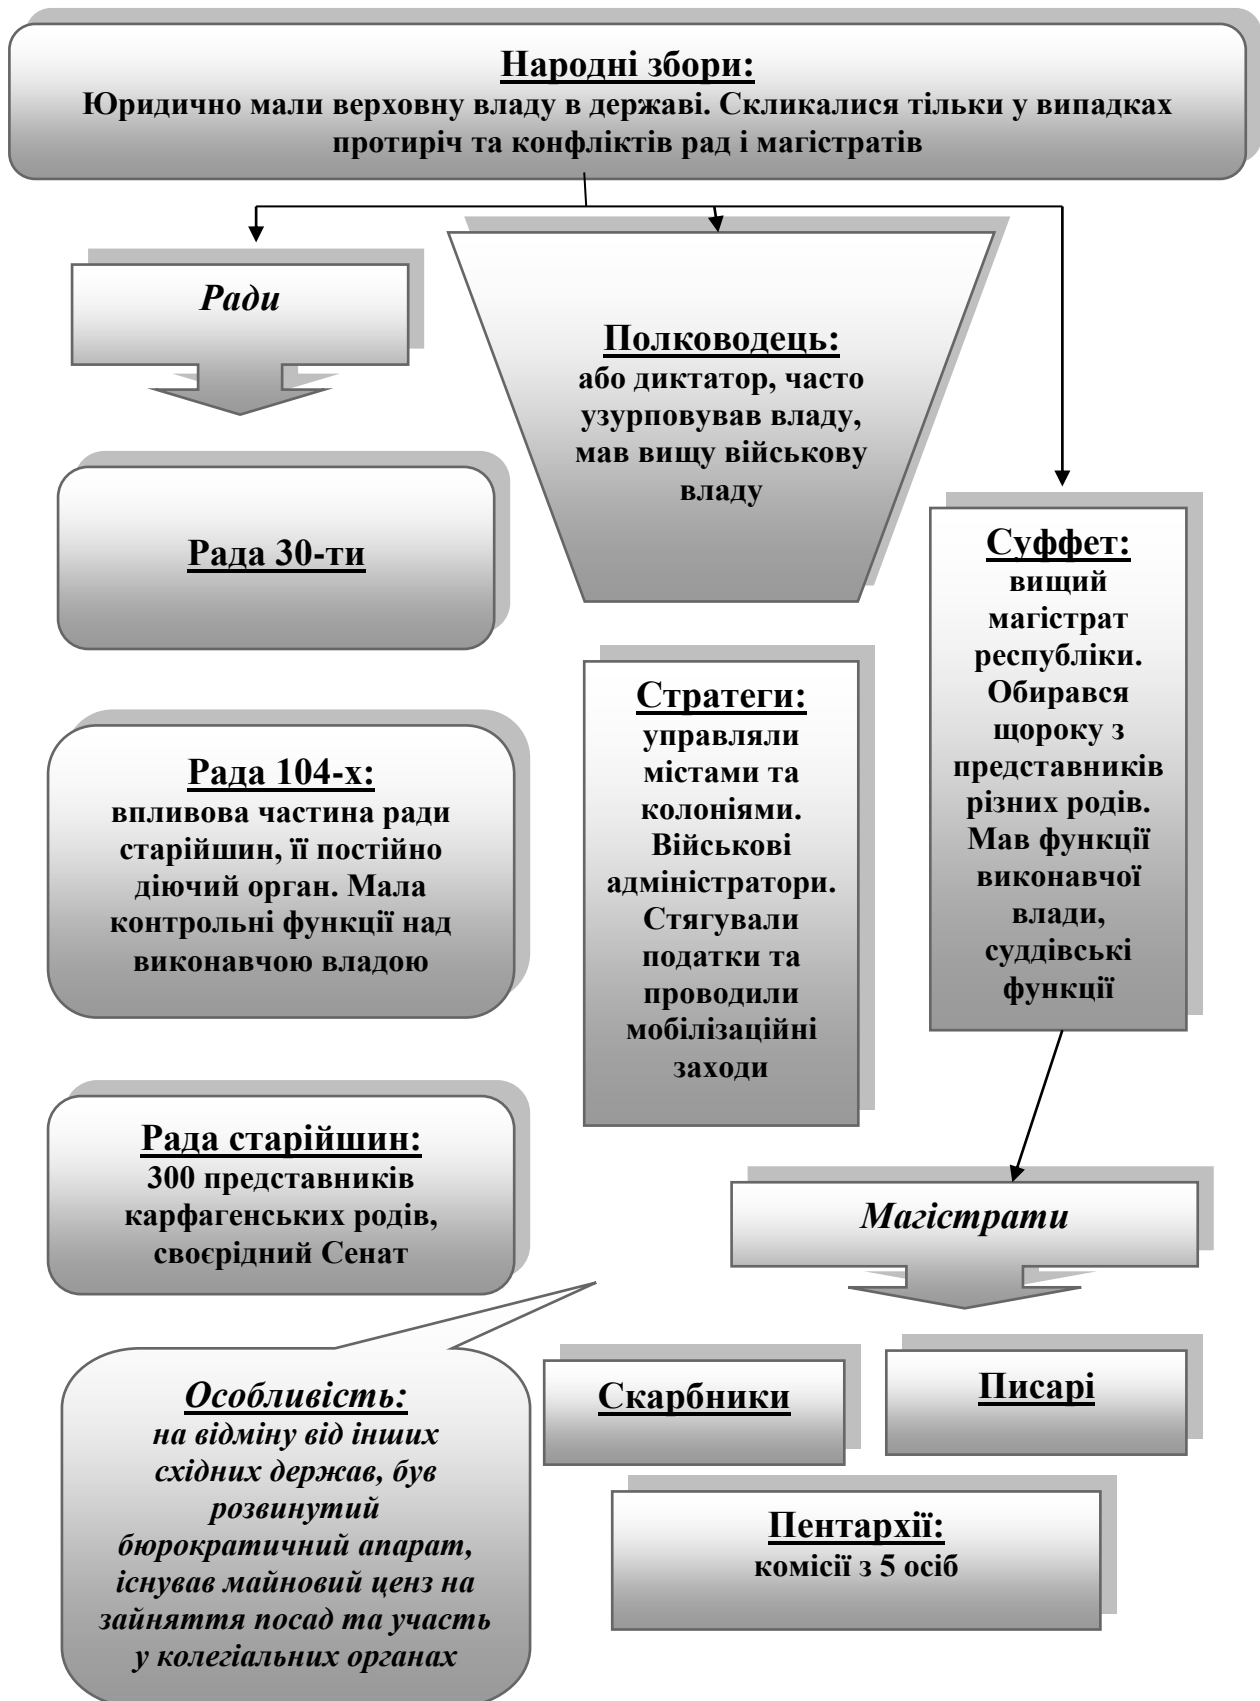 Народні збори:
Юридично мали верховну владу в державі. Скликалися тільки у випадках
протиріч та конфліктів рад і магістратів
Ради
Рада 30-ти
Рада 104-х:
впливова частина ради
старійшин, її постійно
діючий орган. Мала
контрольні функції над
виконавчою владою
Рада старійшин:
300 представників
карфагенських родів,
своєрідний Сенат
Полководець:
або диктатор, часто
узурповував владу,
мав вищу військову
владу
Стратеги:
управляли
містами та
колоніями.
Військові
адміністратори.
Стягували
податки та
проводили
мобілізаційні
заходи
Суффет:
вищий
магістрат
республіки.
Обирався
щороку з
представників
різних родів.
Мав функції
виконавчої
влади,
суддівські
функції
Магістрати
Скарбники
Писарі
Пентархії:
комісії з 5 осіб
Особливість:
на відміну від інших
східних держав, був
розвинутий
бюрократичний апарат,
існував майновий ценз на
зайняття посад та участь
у колегіальних органах